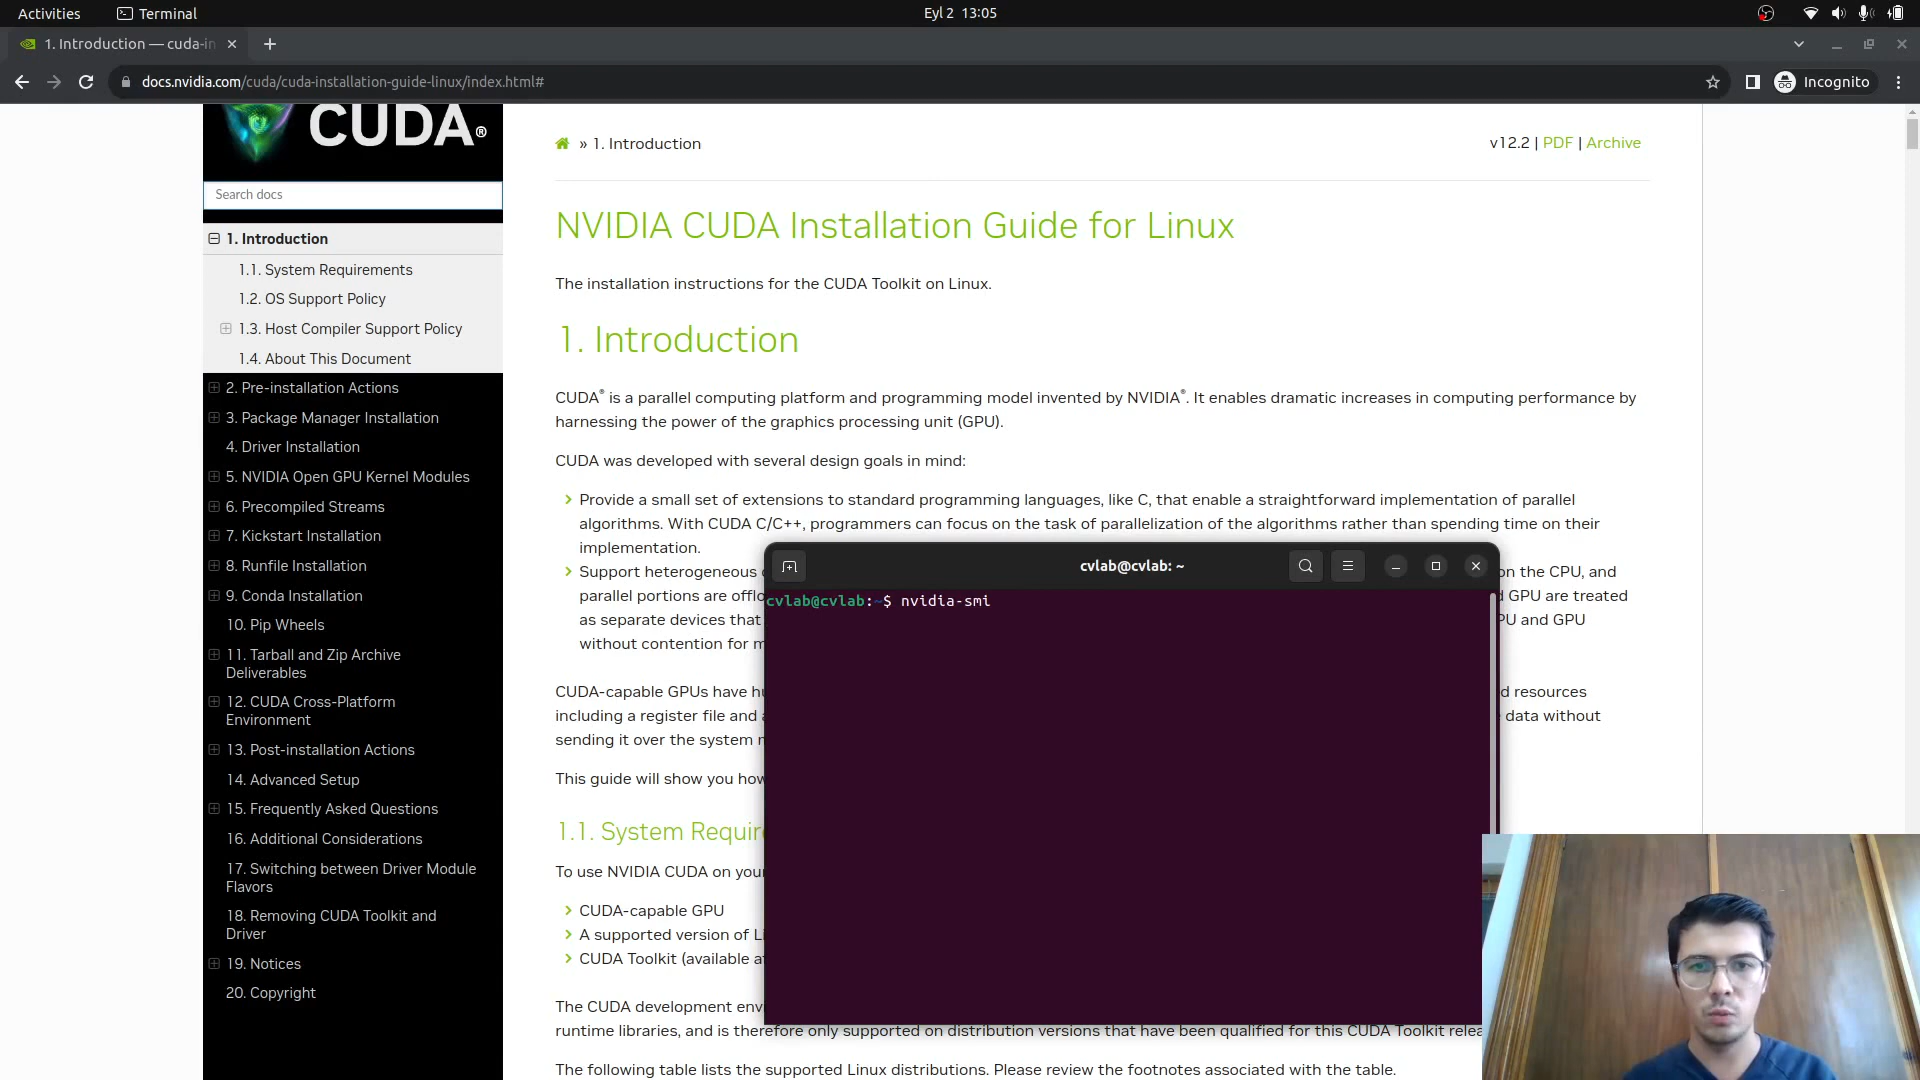 Activities
Terminal
Eyl 2 13:05
1. Introduction — cuda-in
docs.nvidia.com/cuda/cuda-installation-guide-linux/index.html#
Incognito
CUDA®
Search docs
1. Introduction
1.1. System Requirements
1.2. OS Support Policy
1.3. Host Compiler Support Policy
1.4. About This Document
2. Pre-installation Actions
3. Package Manager Installation
4. Driver Installation
5. NVIDIA Open GPU Kernel Modules
6. Precompiled Streams
7. Kickstart Installation
8. Runfile Installation
9. Conda Installation
10. Pip Wheels
11. Tarball and Zip Archive
Deliverables
12. CUDA Cross-Platform
Environment
13. Post-installation Actions
14. Advanced Setup
15. Frequently Asked Questions
16. Additional Considerations
17. Switching between Driver Module
Flavors
18. Removing CUDA Toolkit and
Driver
19. Notices
20. Copyright
» 1. Introduction
v12.2 | PDF | Archive
NVIDIA CUDA Installation Guide for Linux
The installation instructions for the CUDA Toolkit on Linux.
1. Introduction
CUDA® is a parallel computing platform and programming model invented by NVIDIA®. It enables dramatic increases in computing performance by
harnessing the power of the graphics processing unit (GPU).
CUDA was developed with several design goals in mind:
Provide a small set of extensions to standard programming languages, like C, that enable a straightforward implementation of parallel
algorithms. With CUDA C/C++, programmers can focus on the task of parallelization of the algorithms rather than spending time on their
implementation.
Support heterogeneous on the CPU, and
parallel portions are GPU are treated
as separate devices that PU and GPU
without contention for
CUDA-capable GPUs have resources
including a register file and data without
sending it over the system
This guide will show you how
1.1. System Requir
To use NVIDIA CUDA on your
CUDA-capable GPU
A supported version of
CUDA Toolkit (available
The CUDA development
runtime libraries, and is therefore only supported on distribution versions that have been qualified for this CUDA Toolkit relea
The following table lists the supported Linux distributions. Please review the footnotes associated with the table.
cvlab@cvlab: ~
cvlab@cvlab:~$ nvidia-smi